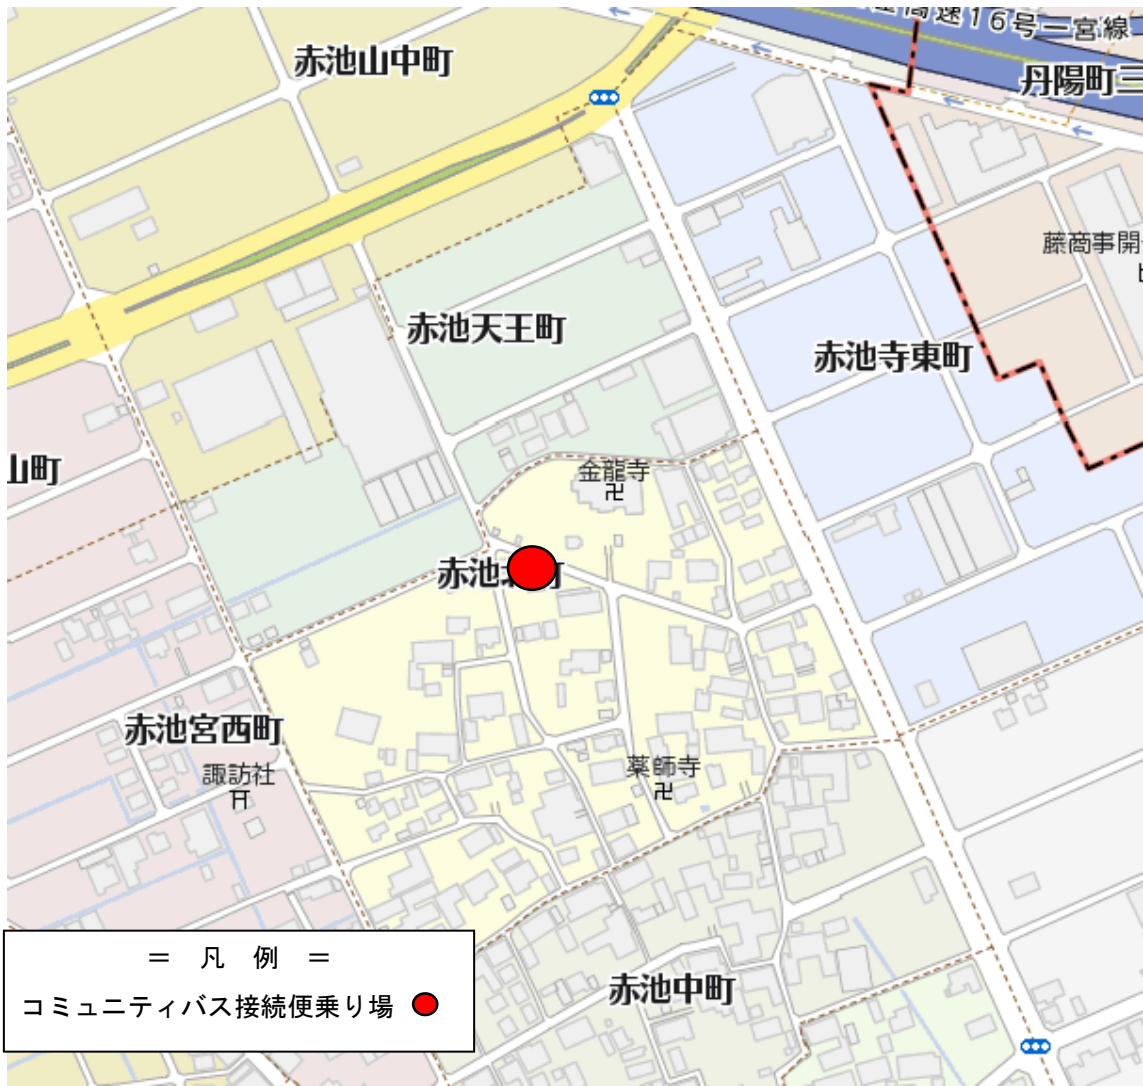 速16号一宮線
赤池山中町
丹陽町三
藤商事開
赤池天王町
赤池寺東町
山町
金龍寺
赤池
町
赤池宮西町
諏訪社
薬師寺
赤池中町
＝ 凡 例 ＝
コミュニティバス接続便乗り場